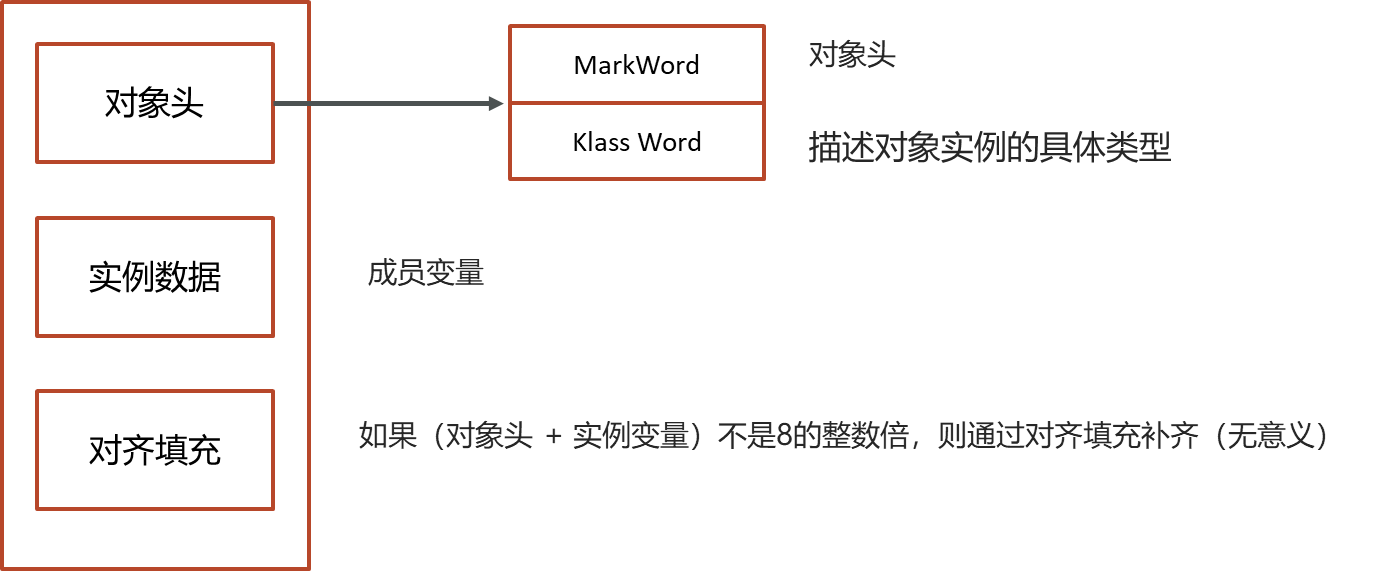 对象头
MarkWord
对象头
Klass Word
描述对象实例的具体类型
实例数据
成员变量
对齐填充
如果（对象头 + 实例变量）不是8的整数倍，则通过对齐填充补齐（无意义）